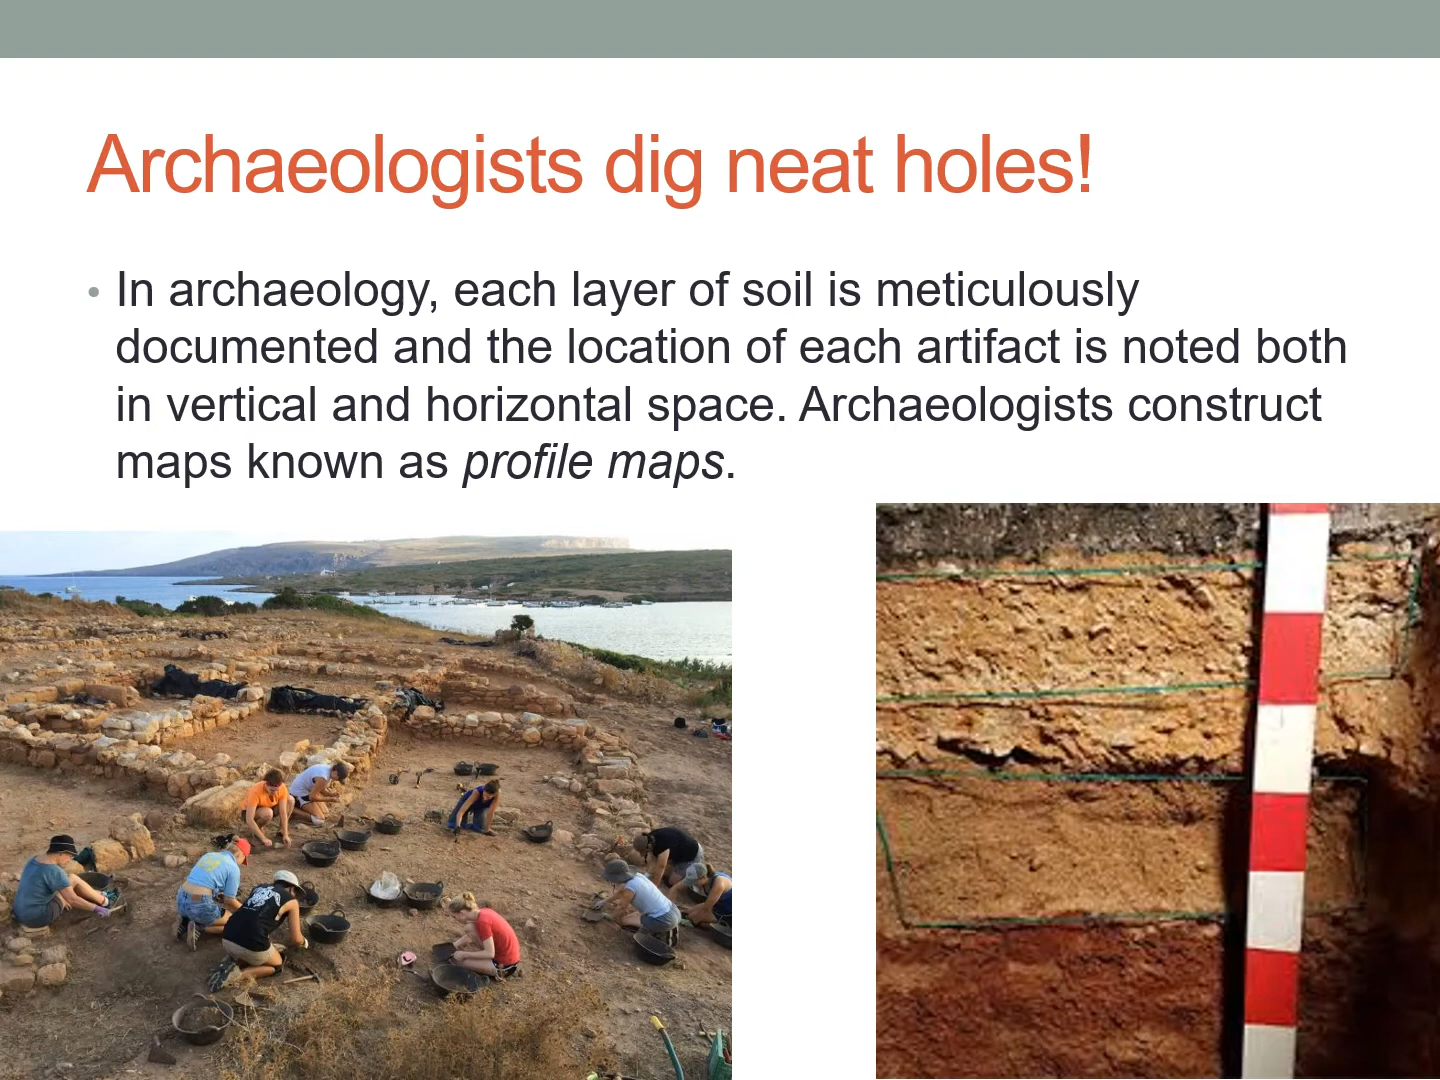 Archaeologists dig neat holes!
• In archaeology, each layer of soil is meticulously
documented and the location of each artifact is noted both
in vertical and horizontal space. Archaeologists construct
maps known as profile maps.